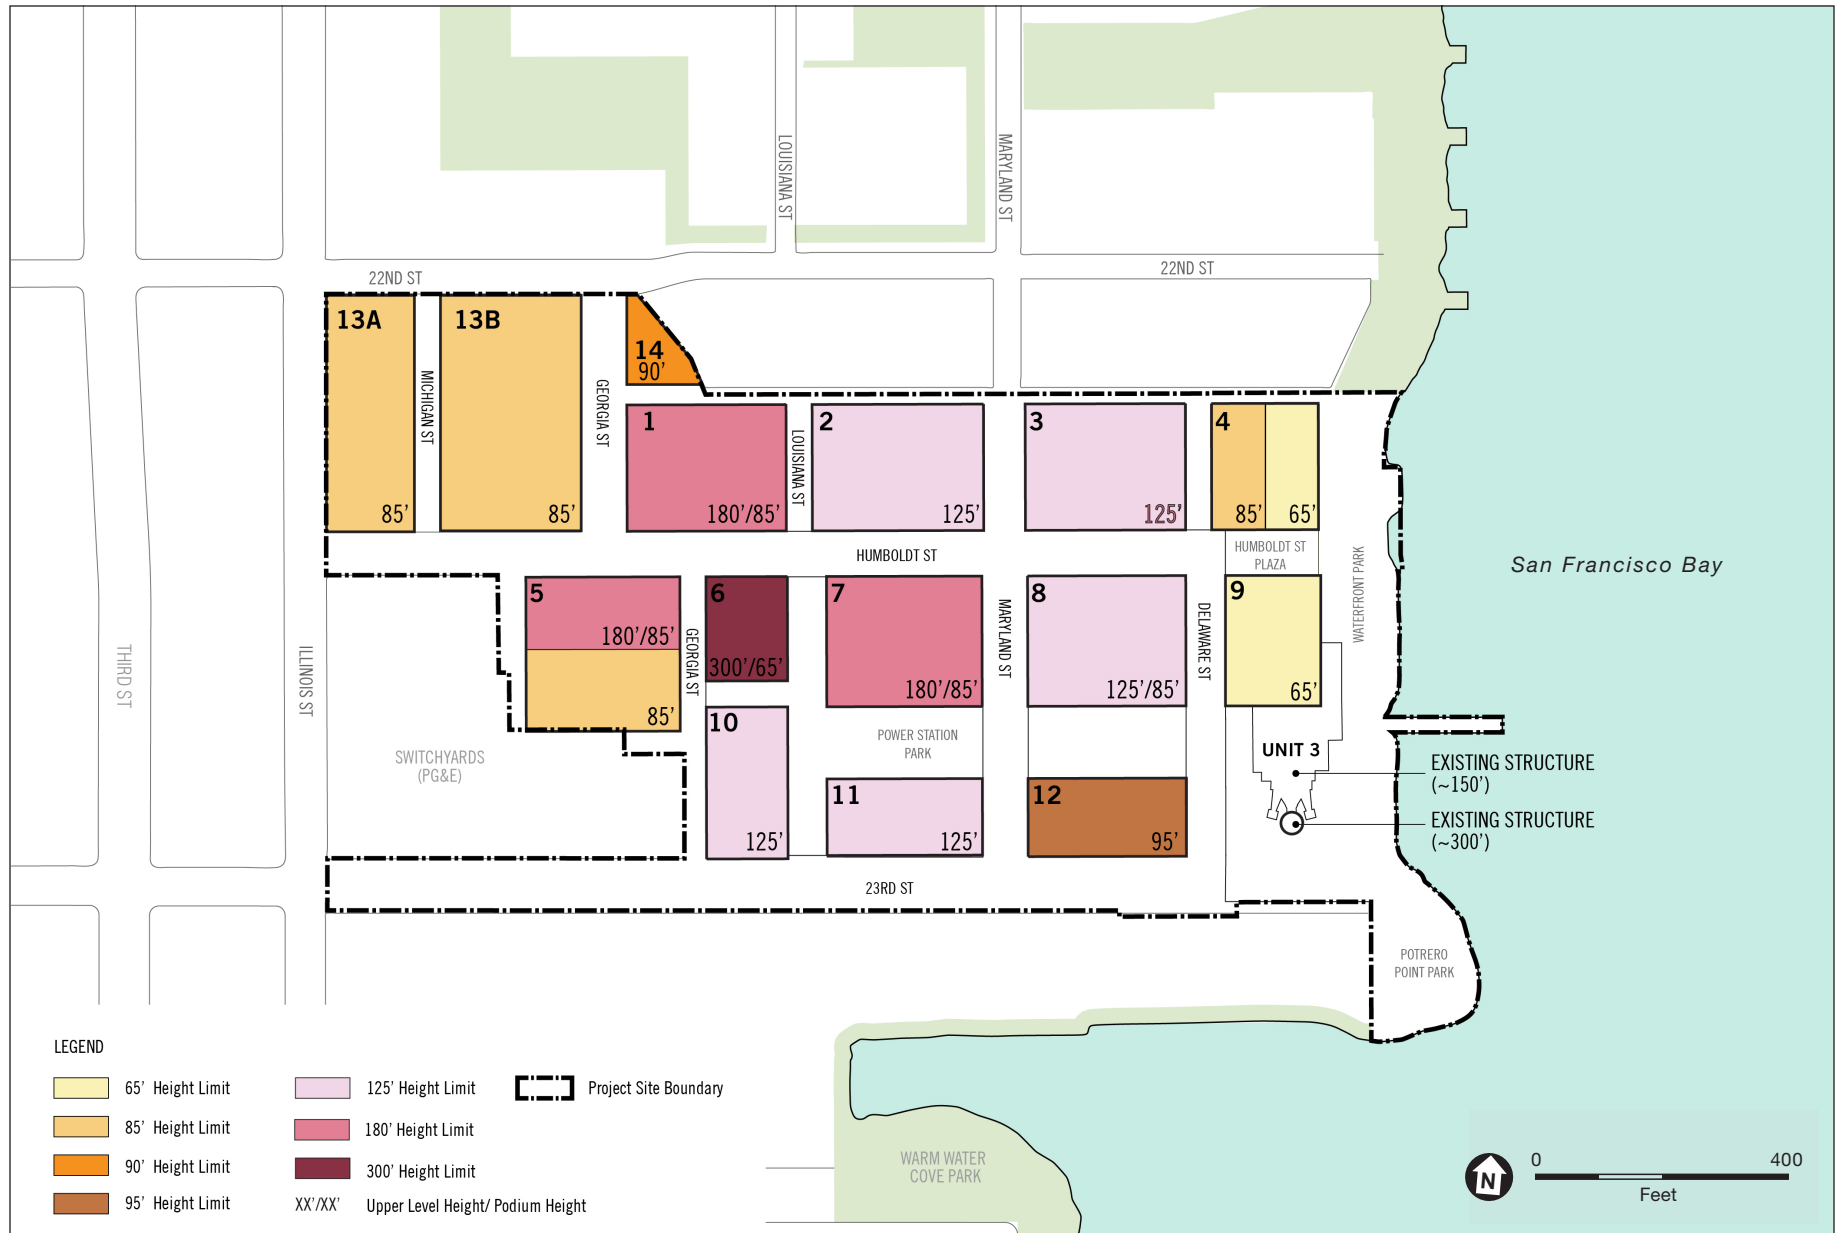 LOUISIANA ST
MARYLAND ST
22ND ST
22ND ST
13A
85'
MICHIGAN ST
13B
85'
GEORGIA ST
14
90'
1
180'/85'
LOUISIANA ST
2
125'
3
125'
4
85'
65'
HUMBOLDT ST
HUMBOLDT ST
PLAZA
WATERFRONT PARK
San Francisco Bay
THIRD ST
ILLINOIS ST
5
180'/85'
85'
GEORGIA ST
6
300'/65'
7
180'/85'
MARYLAND ST
8
125'/85'
DELAWARE ST
9
65'
SWITCHYARDS
(PG&E)
10
125'
POWER STATION
PARK
11
125'
12
95'
UNIT 3
EXISTING STRUCTURE
(~150')
EXISTING STRUCTURE
(~300')
23RD ST
POTRERO
POINT PARK
WARM WATER
COVE PARK
LEGEND
65' Height Limit
85' Height Limit
90' Height Limit
95' Height Limit
125' Height Limit
180' Height Limit
300' Height Limit
XX'/XX' Upper Level Height/ Podium Height
Project Site Boundary
N
0 400
Feet